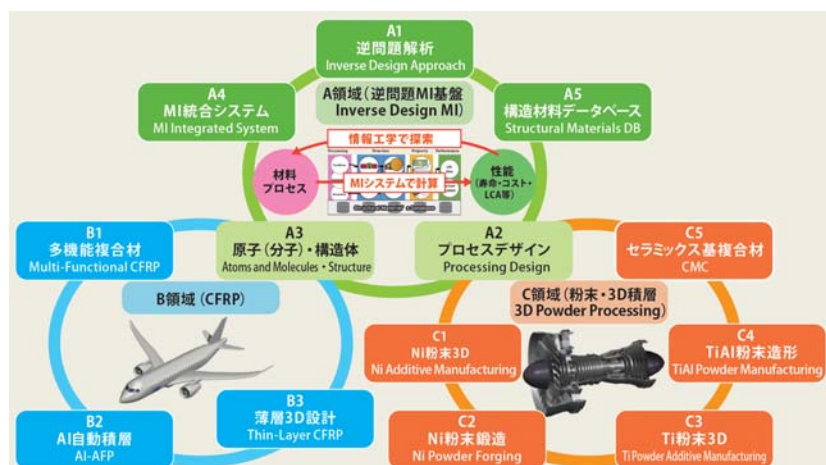 A1
逆問題解析
Inverse Design Approach
A4
MI統合システム
MI Integrated System
A領域(逆問題MI基盤
Inverse Design MI)
A5
構造材料データベース
Structural Materials DB
情報工学で探索
材料
プロセス
MIシステムで計算
性能
(寿命・コスト・
LCA等)
B1
多機能複合材
Multi-Functional CFRP
A3
原子(分子)・構造体
Atoms and Molecules・Structure
A2
プロセスデザイン
Processing Design
C5
セラミックス基複合材
CMC
B領域(CFRP)
C領域(粉末・3D積層
3D Powder Processing)
C1
Ni粉末3D
Ni Additive Manufacturing
C4
TiAl粉末造形
TiAl Powder Manufacturing
B3
薄層3D設計
Thin-Layer CFRP
B2
AI自動積層
AI-AFP
C2
Ni粉末鍛造
Ni Powder Forging
C3
Ti粉末3D
Ti Powder Additive Manufacturing